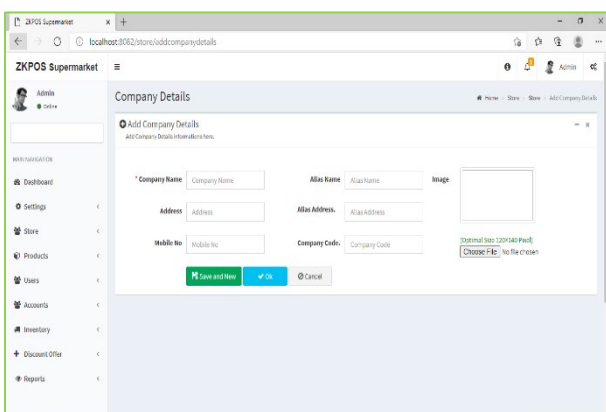 ZKPOS Supermarket
localhost:8082/store/addcompanydetails
ZKPOS Supermarket
Admin
Admin
Online
Company Details
Home > Store > Store > Add Company Details
Add Company Details
Add Company Details informations here.
MAIN NAVIGATION
Dashboard
Settings
Store
Products
Users
Accounts
Inventory
Discount Offer
Reports
* Company Name Company Name Alias Name Alias Name Image
Address Address Alias Address. Alias Address
Mobile No Mobile No Company Code. Company Code
[Optimal Size 120×140 Pixel]
Choose File No file chosen
Save and New Ok Cancel